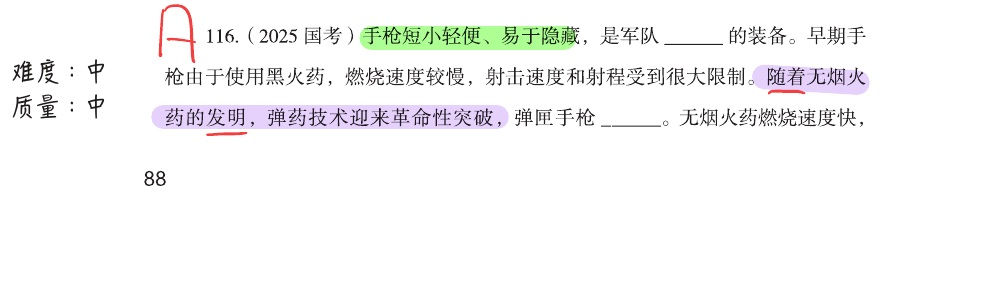 A
116.（2025 国考）手枪短小轻便、易于隐藏，是军队 ______ 的装备。早期手
难度：中
枪由于使用黑火药，燃烧速度较慢，射击速度和射程受到很大限制。随着无烟火
质量：中
药的发明，弹药技术迎来革命性突破，弹匣手枪 ______。无烟火药燃烧速度快，
88